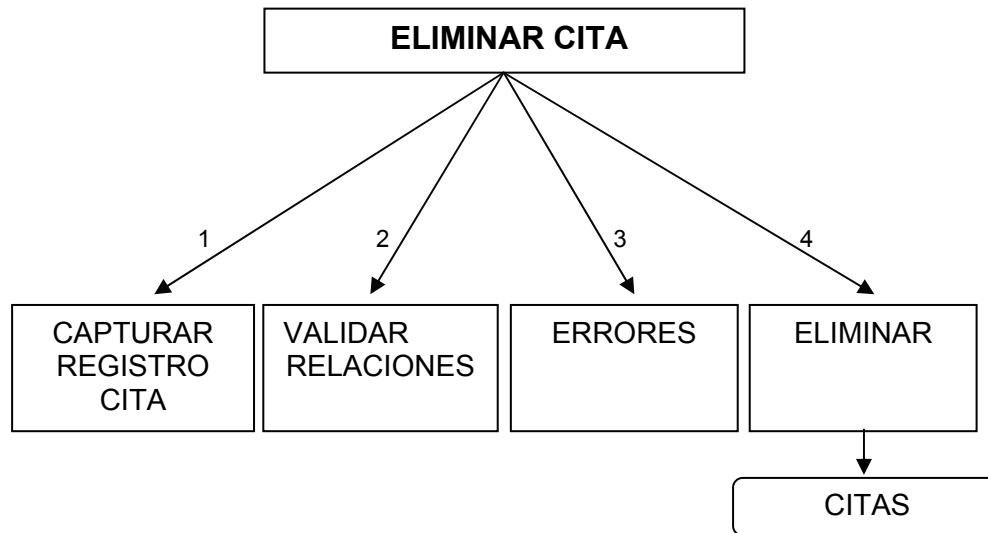 ELIMINAR CITA
1
2
3
4
CAPTURAR
REGISTRO
CITA
VALIDAR
RELACIONES
ERRORES
ELIMINAR
CITAS